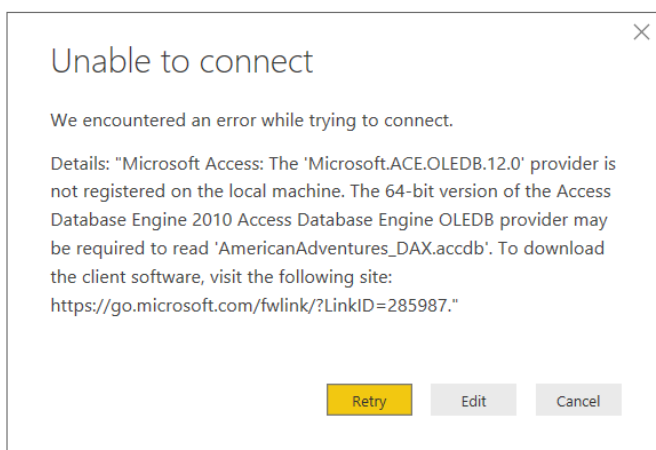 Unable to connect
We encountered an error while trying to connect.
Details: "Microsoft Access: The 'Microsoft.ACE.OLEDB.12.0' provider is
not registered on the local machine. The 64-bit version of the Access
Database Engine 2010 Access Database Engine OLEDB provider may
be required to read 'AmericanAdventures_DAX.accdb'. To download
the client software, visit the following site:
https://go.microsoft.com/fwlink/?LinkID=285987."
Retry Edit Cancel